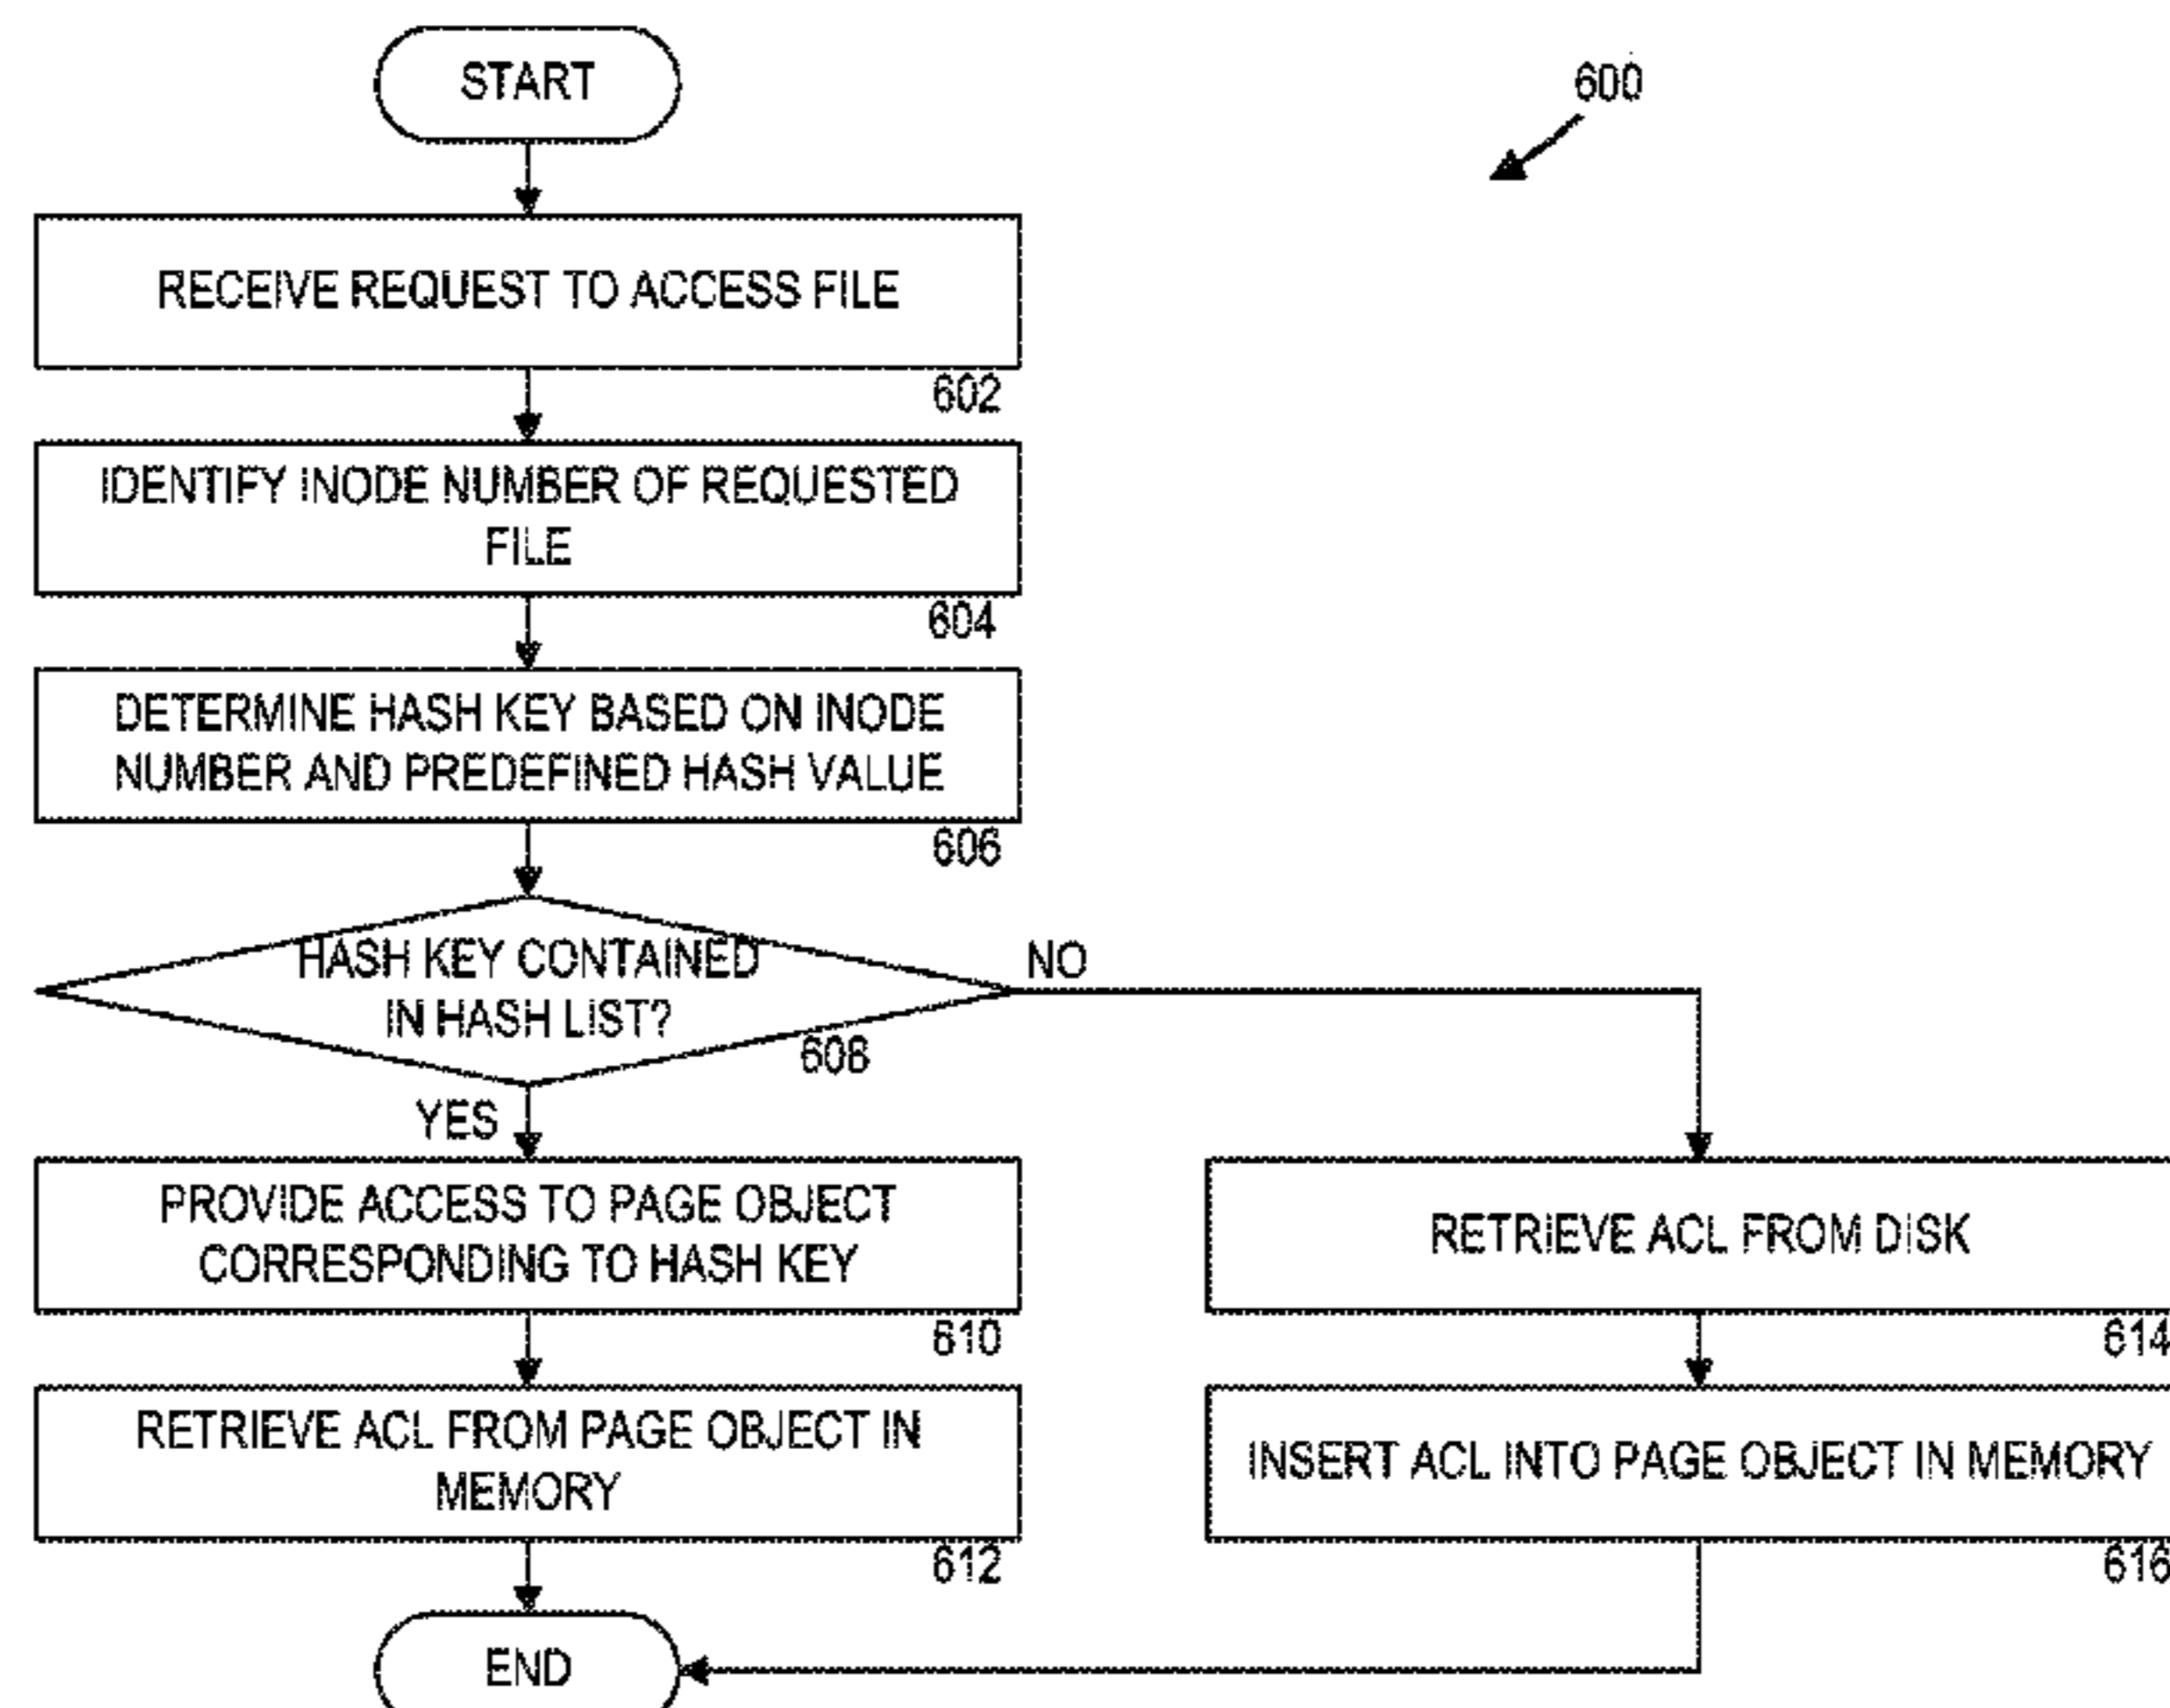 START
600
RECEIVE REQUEST TO ACCESS FILE
602
IDENTIFY INODE NUMBER OF REQUESTED
FILE
604
DETERMINE HASH KEY BASED ON INODE
NUMBER AND PREDEFINED HASH VALUE
606
HASH KEY CONTAINED
IN HASH LIST?
608
NO
YES
PROVIDE ACCESS TO PAGE OBJECT
CORRESPONDING TO HASH KEY
610
RETRIEVE ACL FROM DISK
614
RETRIEVE ACL FROM PAGE OBJECT IN
MEMORY
612
INSERT ACL INTO PAGE OBJECT IN MEMORY
616
END